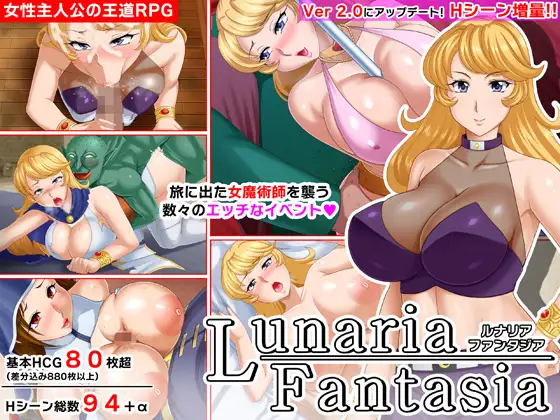 女性主人公の王道RPG
Ver 2.0にアップデート! Hシーン増量!!
旅に出た女魔術師を襲う
数々のエッチなイベント♥
基本HCG80枚超
(差分込み880枚以上)
Hシーン総数94+α
Lunaria
ルナリア
ファンタジア
Fantasia